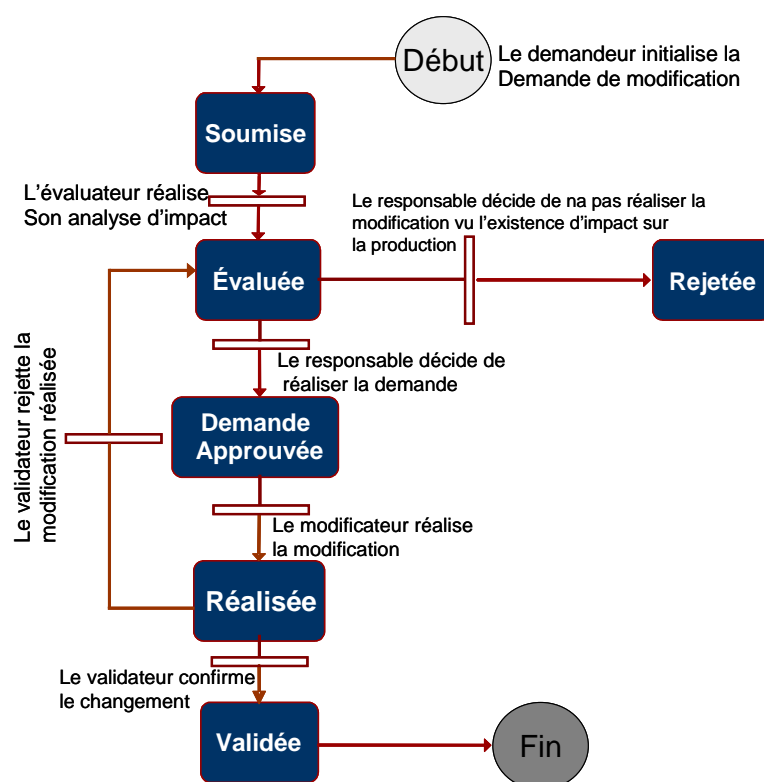 Début
Le demandeur initialise la
Demande de modification
Soumise
L'évaluateur réalise
Son analyse d'impact
Le responsable décide de na pas réaliser la
modification vu l'existence d'impact sur
la production
Évaluée
Rejetée
Le responsable décide de
réaliser la demande
Le validateur rejette la
modification réalisée
Demande
Approuvée
Le modificateur réalise
la modification
Réalisée
Le validateur confirme
le changement
Validée
Fin